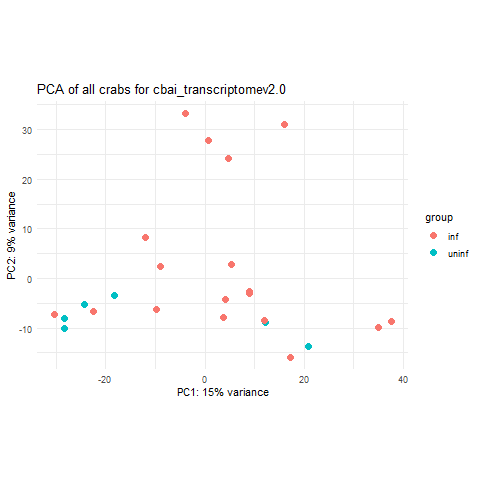 PCA of all crabs for cbai_transcriptomev2.0
30
20
10
0
-10
PC2: 9% variance
-20
0
20
40
PC1: 15% variance
group
inf
uninf